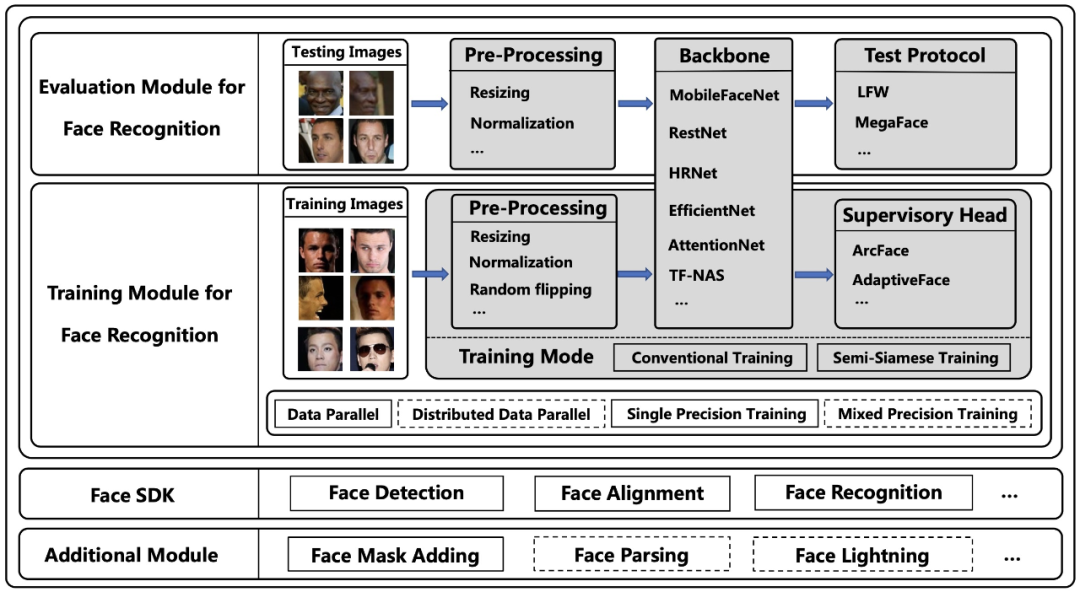 Evaluation Module for
Face Recognition
Testing Images
Pre-Processing
Resizing
Normalization
...
Backbone
MobileFaceNet
RestNet
HRNet
EfficientNet
AttentionNet
TF-NAS
...
Test Protocol
LFW
MegaFace
...
Training Module for
Face Recognition
Training Images
Pre-Processing
Resizing
Normalization
Random flipping
...
Supervisory Head
ArcFace
AdaptiveFace
...
Training Mode
Conventional Training
Semi-Siamese Training
Data Parallel
Distributed Data Parallel
Single Precision Training
Mixed Precision Training
Face SDK
Face Detection
Face Alignment
Face Recognition
...
Additional Module
Face Mask Adding
Face Parsing
Face Lightning
...